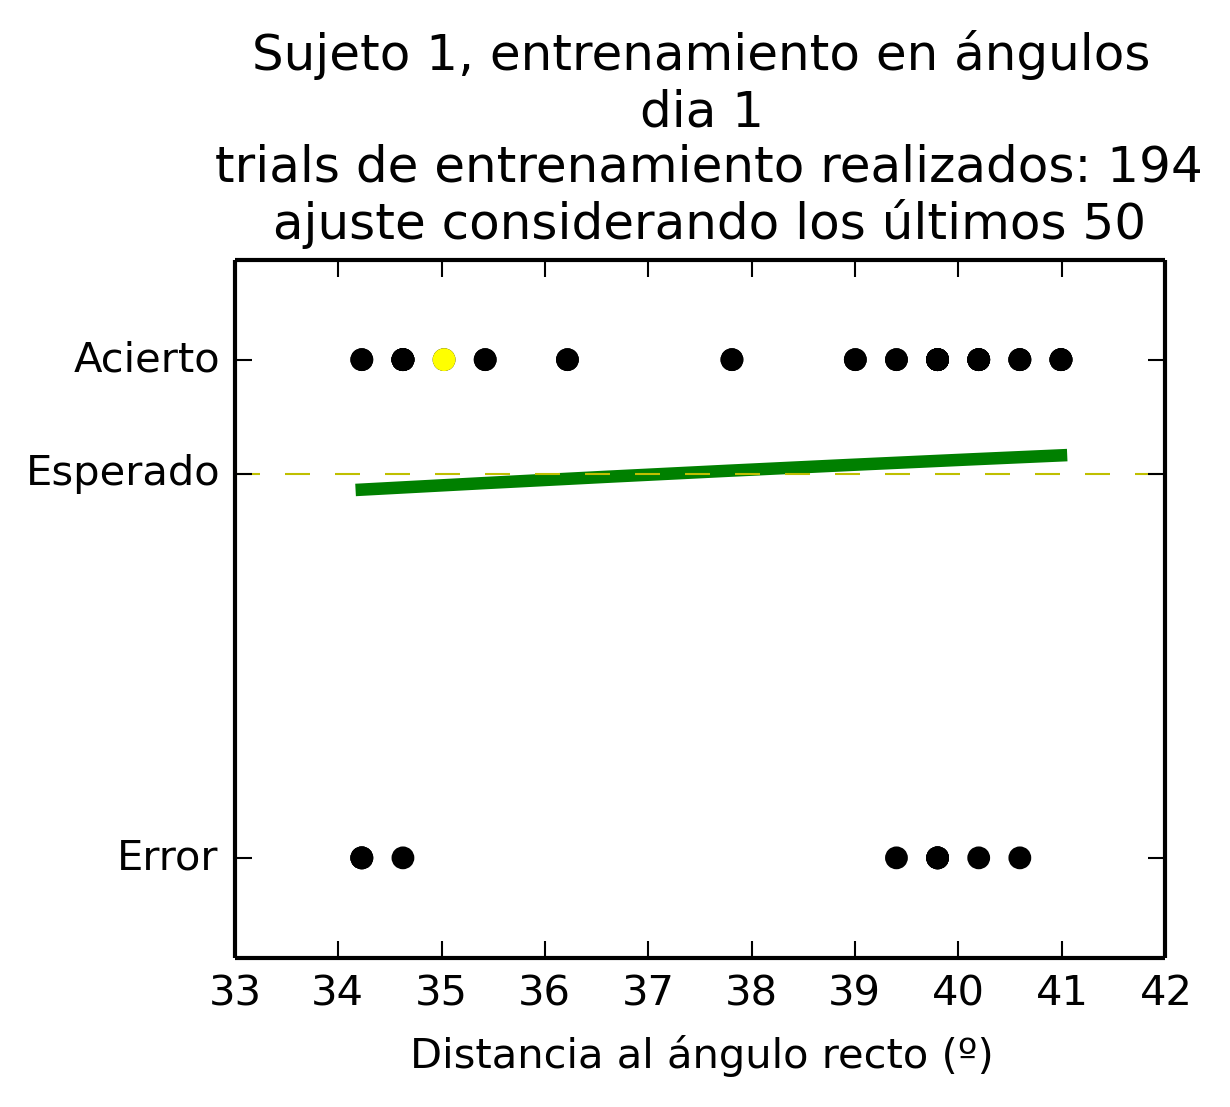 Sujeto 1, entrenamiento en ángulos
dia 1
trials de entrenamiento realizados: 194
ajuste considerando los últimos 50
Acierto
Esperado
Error
33 34 35 36 37 38 39 40 41 42
Distancia al ángulo recto (º)